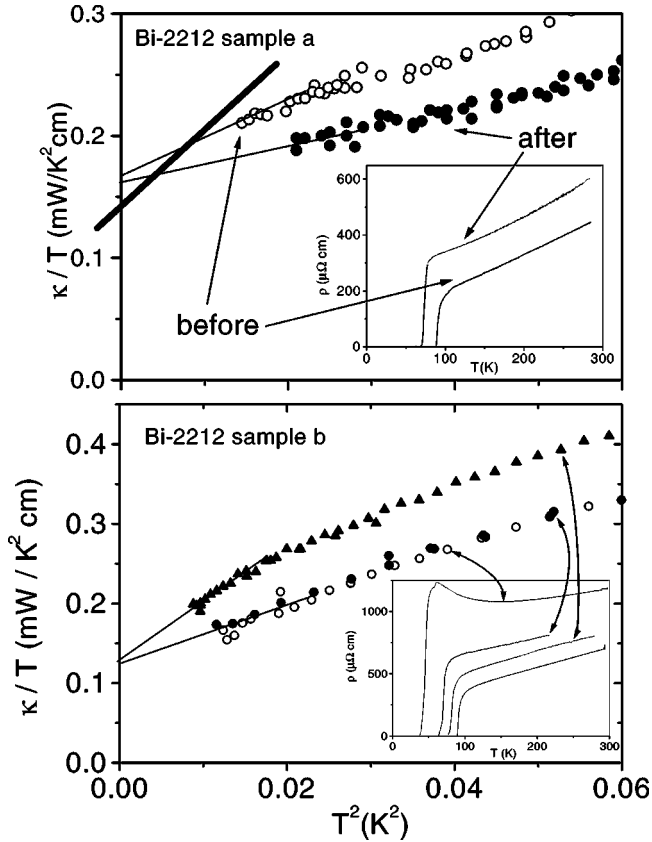 Bi-2212 sample a
0.3
0.2
0.1
0.0
κ / T (mW/K² cm)
before
after
600
400
200
0
ρ (μΩ cm)
0
100
200
300
T(K)
Bi-2212 sample b
0.4
0.3
0.2
0.1
0.0
κ / T (mW / K² cm)
1000
500
0
ρ (μΩ cm)
0
100
200
300
T (K)
0.00
0.02
0.04
0.06
T²(K²)